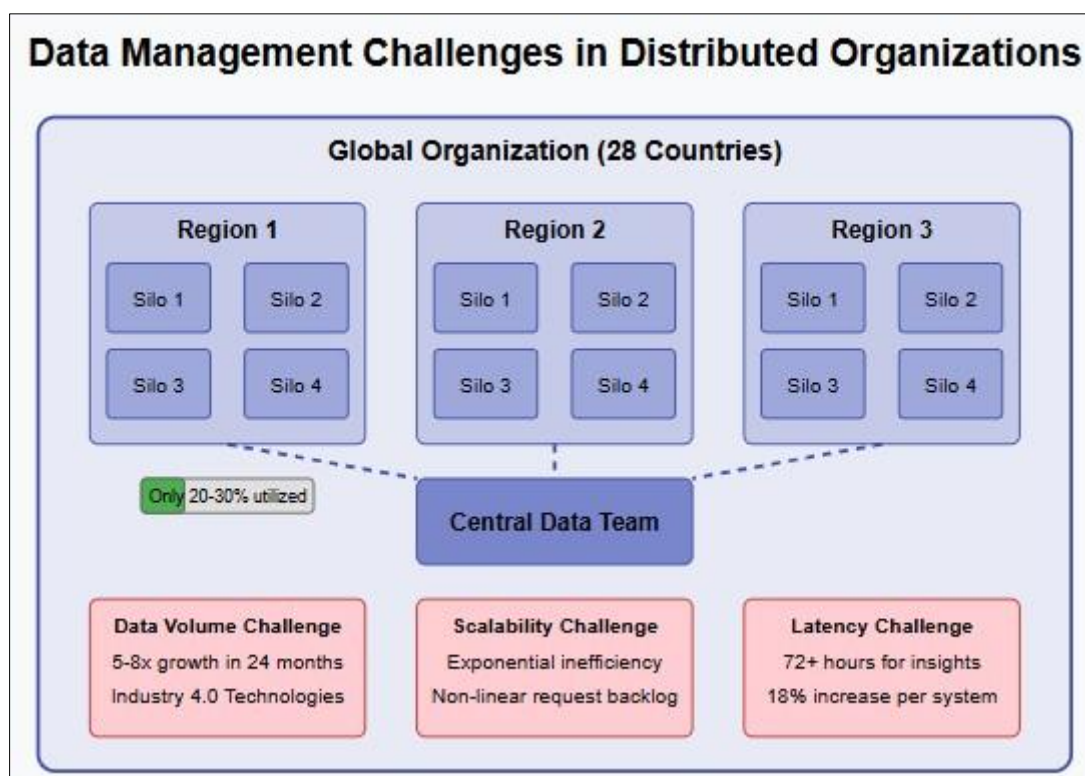 Data Management Challenges in Distributed Organizations
Global Organization (28 Countries)
Region 1
Silo 1
Silo 2
Silo 3
Silo 4
Region 2
Silo 1
Silo 2
Silo 3
Silo 4
Region 3
Silo 1
Silo 2
Silo 3
Silo 4
Only 20-30% utilized
Central Data Team
Data Volume Challenge
5-8x growth in 24 months
Industry 4.0 Technologies
Scalability Challenge
Exponential inefficiency
Non-linear request backlog
Latency Challenge
72+ hours for insights
18% increase per system